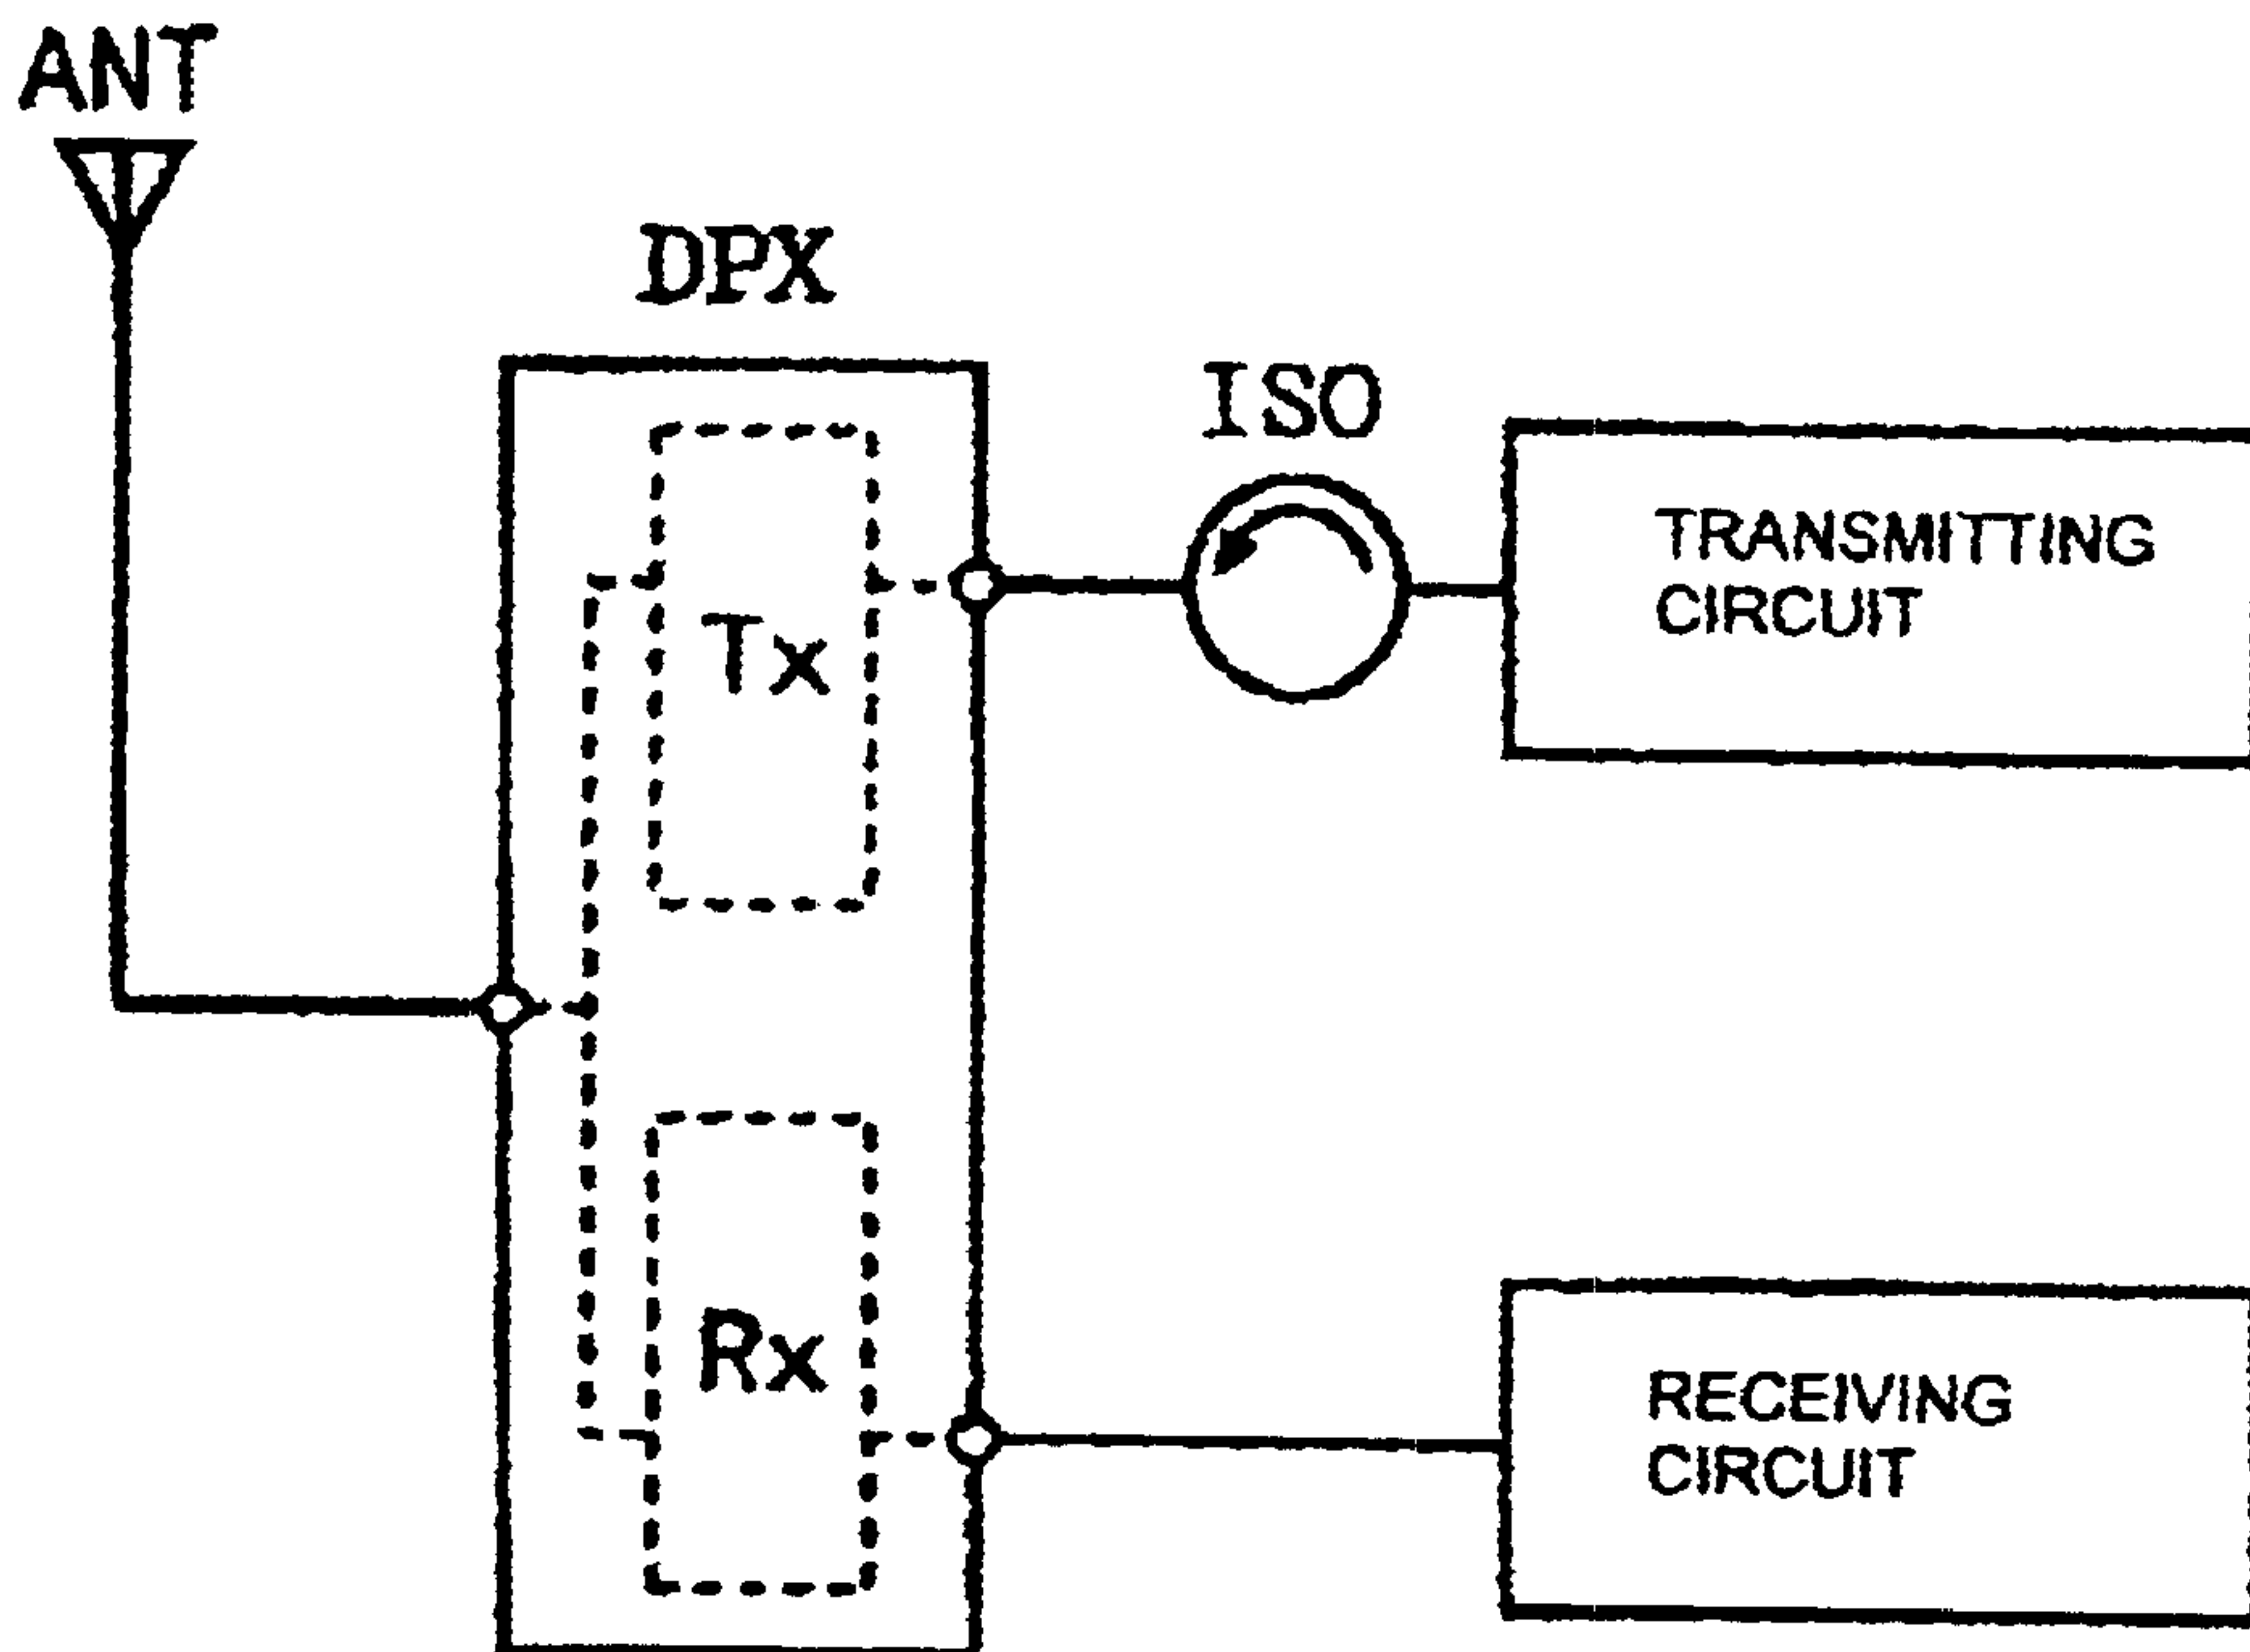 ANT
DPX
ISO
TRANSMITTING
CIRCUIT
Tx
Rx
RECEIVING
CIRCUIT